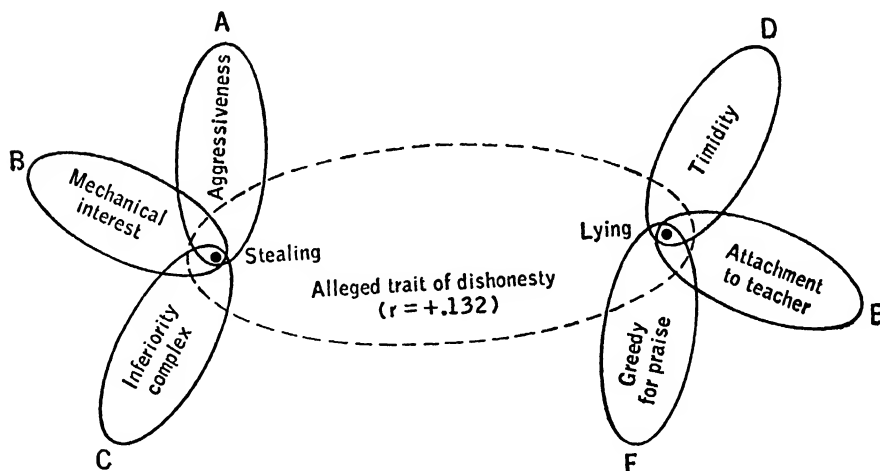 A
Aggressiveness
B
Mechanical
interest
Stealing
Inferiority
complex
C
Alleged trait of dishonesty
(r = +.132)
D
Timidity
Lying
Attachment
to teacher
E
Greedy
for praise
F